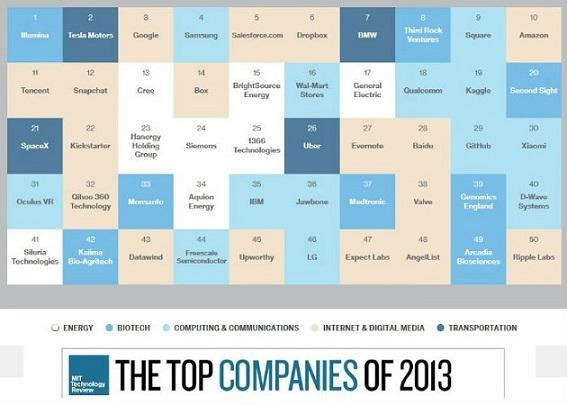 1 2 3 4 5 6 7 8 9 10
Illumina Tesla Motors Google Samsung Salesforce.com Dropbox BMW Third Rock Ventures Square Amazon
11 12 13 14 15 16 17 18 19 20
Tencent Snapchat Cree Box BrightSource Energy Wal-Mart Stores General Electric Qualcomm Kaggle Second Sight
21 22 23 24 25 26 27 28 29 30
SpaceX Kickstarter Hanergy Holding Group Siemens 1366 Technologies Uber Evernote Baidu GitHub Xiaomi
31 32 33 34 35 36 37 38 39 40
Oculus VR Qihoo 360 Technology Monsanto Aquion Energy IBM Jawbone Medtronic Valve Genomics England D-Wave Systems
41 42 43 44 45 46 47 48 49 50
Siluria Technologies Kaiima Bio-Agritech Datawind Freescale Semiconductor Upworthy LG Expect Labs AngelList Arcadia Biosciences Ripple Labs
ENERGY BIOTECH COMPUTING & COMMUNICATIONS INTERNET & DIGITAL MEDIA TRANSPORTATION
MIT
Technology
Review
THE TOP COMPANIES OF 2013